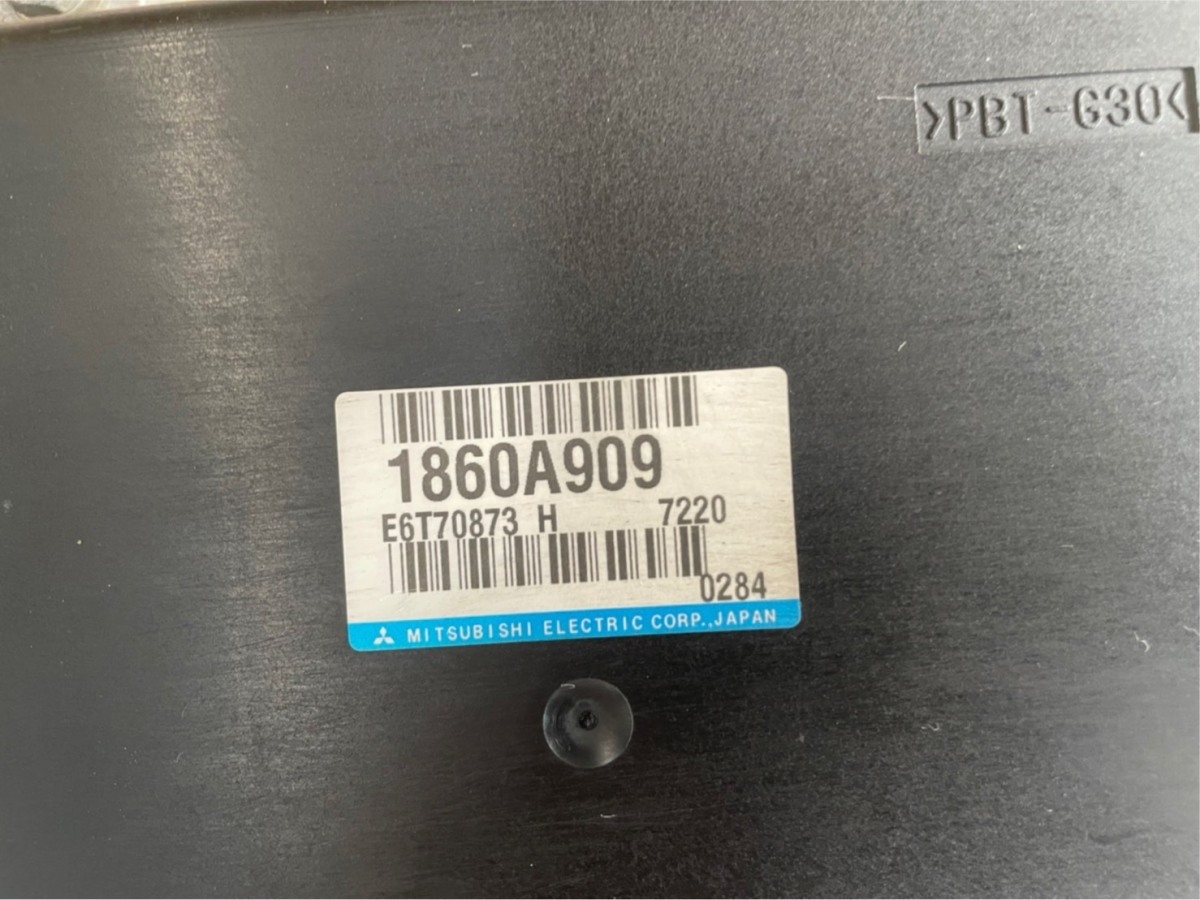 >PBT-G30<
1860A909
E6T70873 H 7220
0284
MITSUBISHI ELECTRIC CORP.,JAPAN